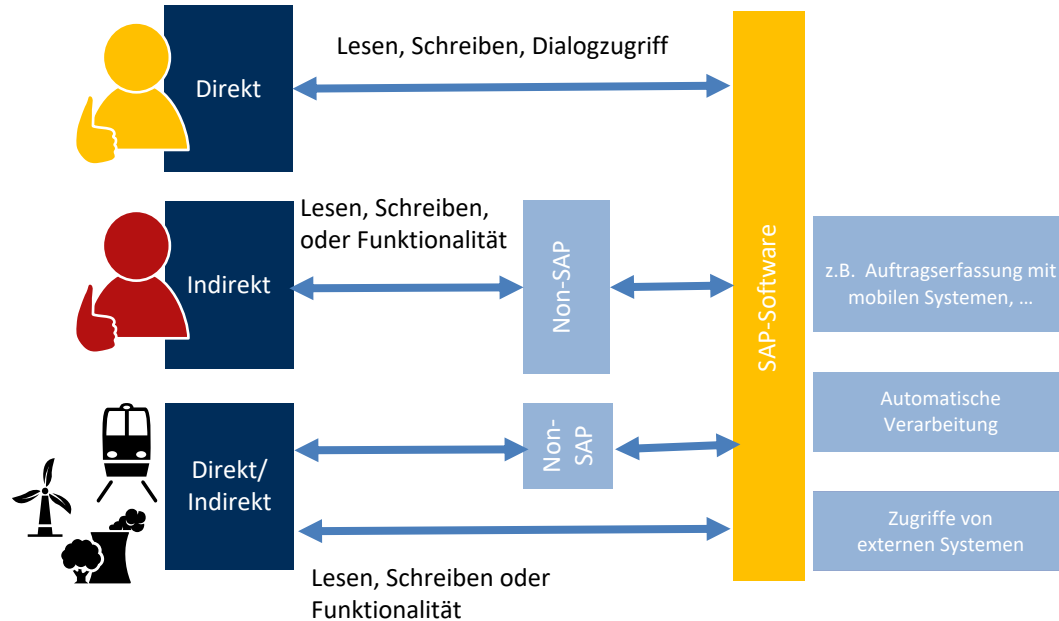 Lesen, Schreiben, Dialogzugriff
Direkt
Lesen, Schreiben,
oder Funktionalität
Indirekt
Non-SAP
SAP-Software
z.B. Auftragserfassung mit
mobilen Systemen, ...
Automatische
Verarbeitung
Non-
SAP
Direkt/
Indirekt
Zugriffe von
externen Systemen
Lesen, Schreiben oder
Funktionalität